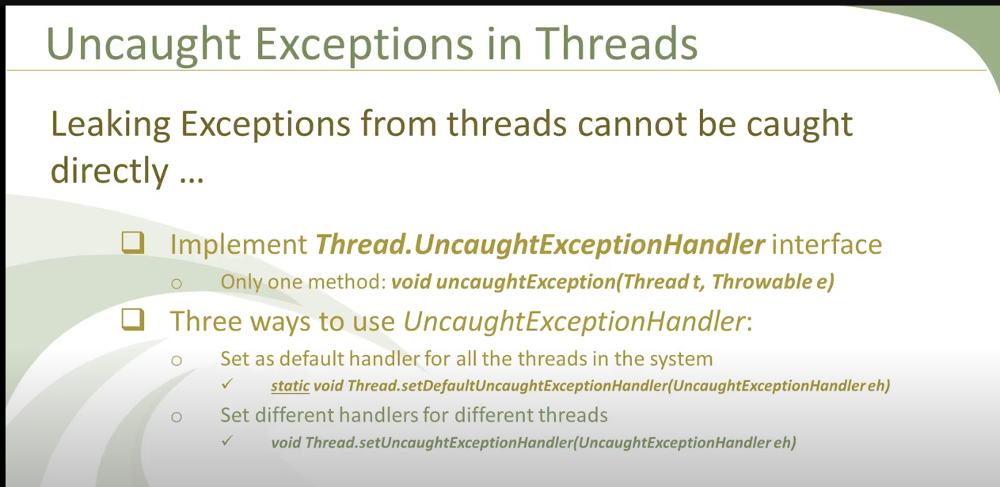 Uncaught Exceptions in Threads
Leaking Exceptions from threads cannot be caught
directly ...
❑ Implement Thread.UncaughtExceptionHandler interface
o Only one method: void uncaughtException(Thread t, Throwable e)
❑ Three ways to use UncaughtExceptionHandler:
o Set as default handler for all the threads in the system
✓ static void Thread.setDefaultUncaughtExceptionHandler(UncaughtExceptionHandler eh)
o Set different handlers for different threads
✓ void Thread.setUncaughtExceptionHandler(UncaughtExceptionHandler eh)